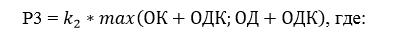 РЗ = k₂ ∗ max(ОК + ОДК; ОД + ОДК), где: